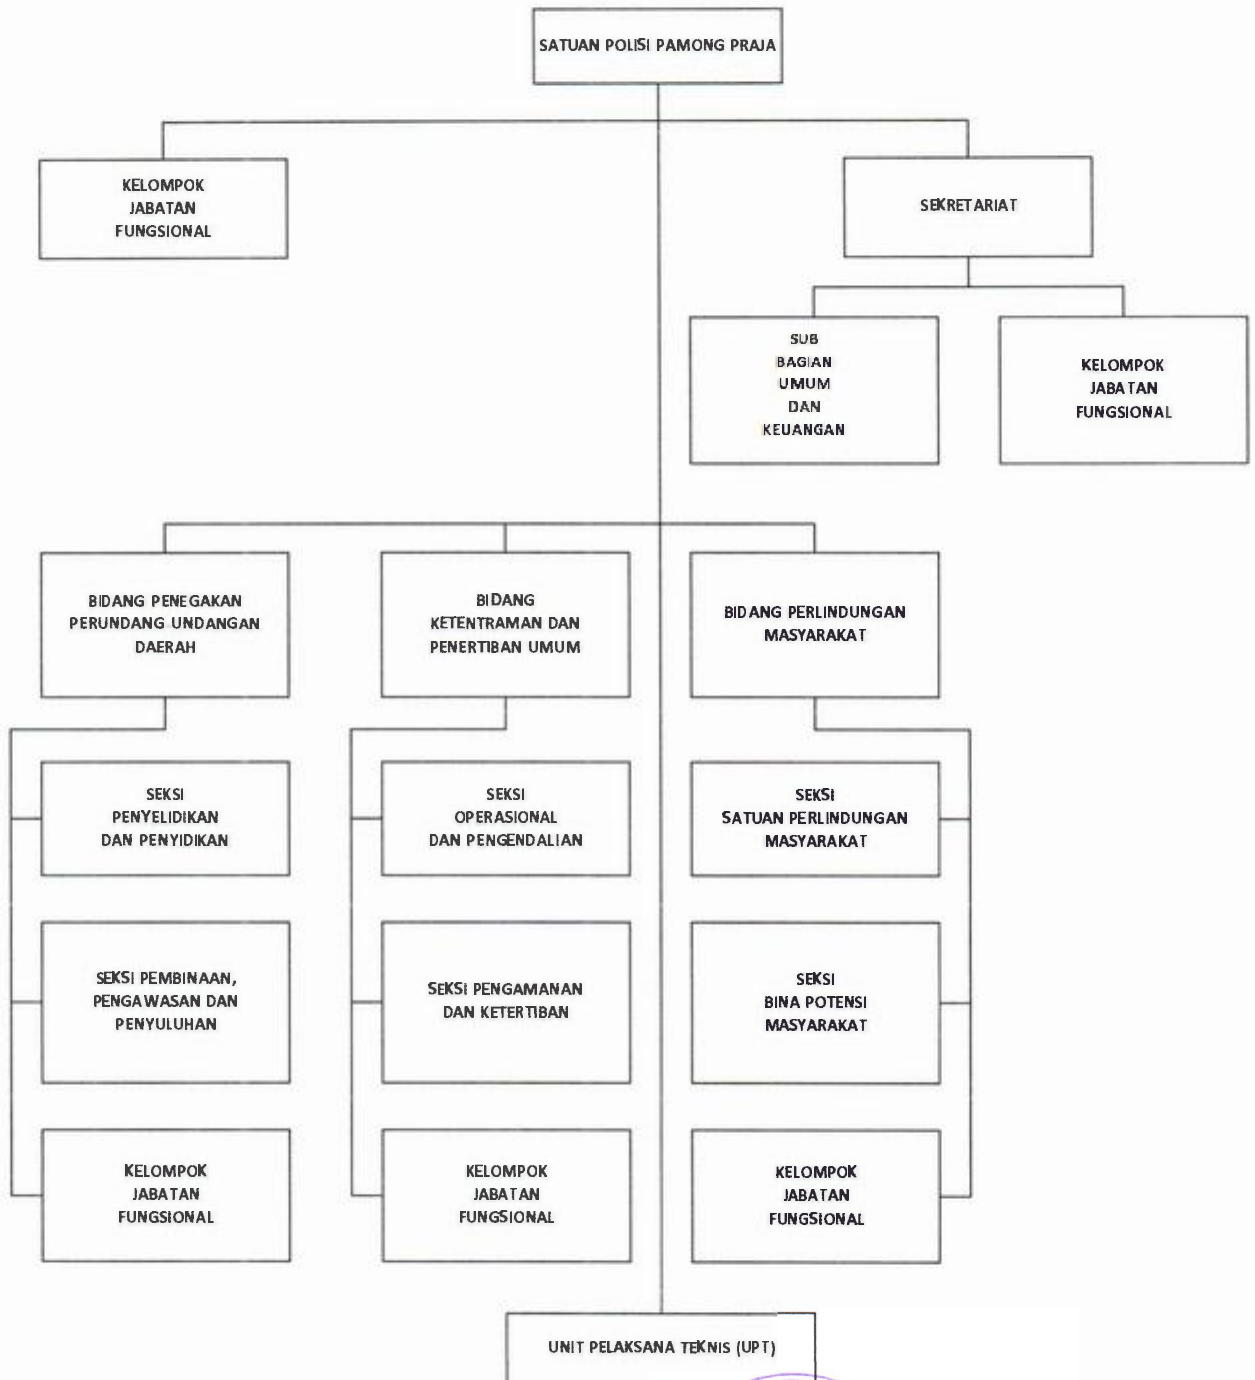 SATUAN POLISI PAMONG PRAJA
KELOMPOK
JABATAN
FUNGSIONAL
SEKRETARIAT
SUB
BAGIAN
UMUM
DAN
KEUANGAN
KELOMPOK
JABATAN
FUNGSIONAL
BIDANG PENEGAKAN
PERUNDANG UNDANGAN
DAERAH
BIDANG
KETENTRAMAN DAN
PENERTIBAN UMUM
BIDANG PERLINDUNGAN
MASYARAKAT
SEKSI
PENYELIDIKAN
DAN PENYIDIKAN
SEKSI
OPERASIONAL
DAN PENGENDALIAN
SEKSI
SATUAN PERLINDUNGAN
MASYARAKAT
SEKSI PEMBINAAN,
PENGAWASAN DAN
PENYULUHAN
SEKSI PENGAMANAN
DAN KETERTIBAN
SEKSI
BINA POTENSI
MASYARAKAT
KELOMPOK
JABATAN
FUNGSIONAL
KELOMPOK
JABATAN
FUNGSIONAL
KELOMPOK
JABATAN
FUNGSIONAL
UNIT PELAKSANA TEKNIS (UPT)